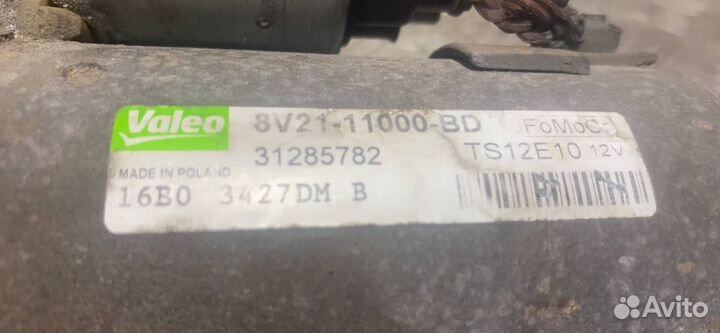 Valeo 8V21-11000-BD FoMoCo
31285782 TS12E10 12V
MADE IN POLAND
16B0 3427DM B
Avito